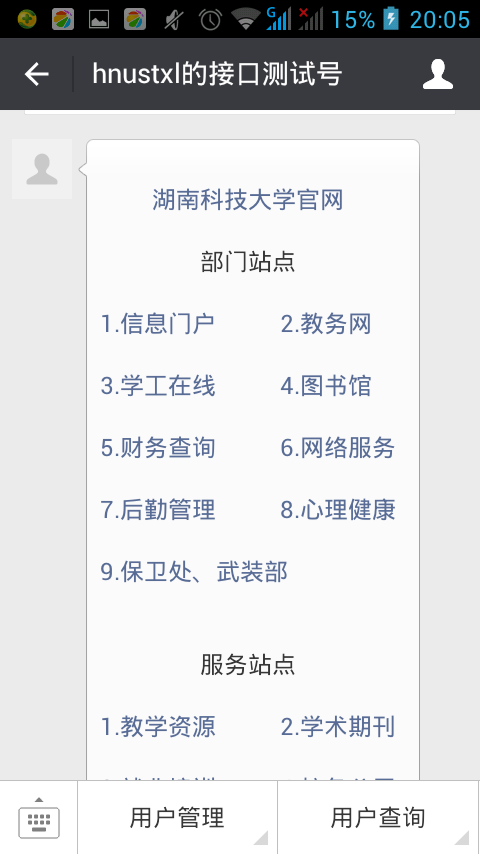 G 15% 20:05
hnustxl的接口测试号
湖南科技大学官网
部门站点
1.信息门户 2.教务网
3.学工在线 4.图书馆
5.财务查询 6.网络服务
7.后勤管理 8.心理健康
9.保卫处、武装部
服务站点
1.教学资源 2.学术期刊
用户管理 用户查询